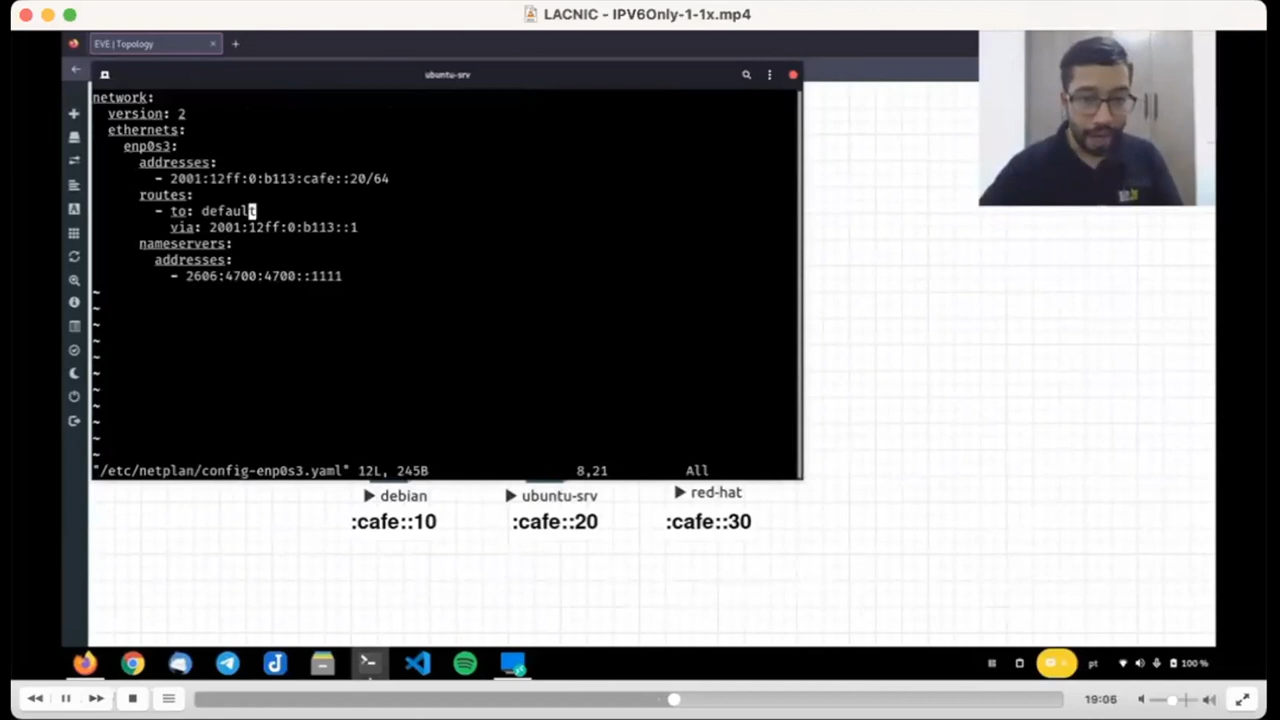 LACNIC - IPV6Only-1-1x.mp4
EVE | Topology
ubuntu-srv
network:
version: 2
ethernets:
enp0s3:
addresses:
- 2001:12ff:0:b113:cafe::20/64
routes:
- to: default
via: 2001:12ff:0:b113::1
nameservers:
addresses:
- 2606:4700:4700::1111
~
~
~
~
~
~
~
~
~
~
~
"/etc/netplan/config-enp0s3.yaml" 12L, 245B 8,21 All
debian
ubuntu-srv
red-hat
:cafe::10
:cafe::20
:cafe::30
pt
100 %
19:06